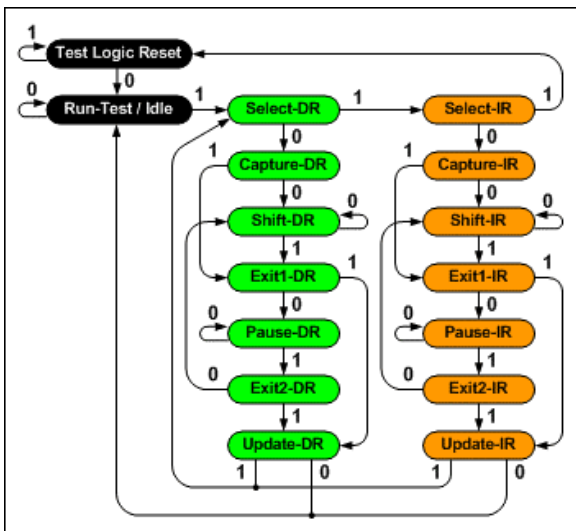 1
Test Logic Reset
0
0
Run-Test / Idle
1
Select-DR
1
Select-IR
1
0
0
1
Capture-DR
1
Capture-IR
0
0
0
0
Shift-DR
Shift-IR
1
1
Exit1-DR
1
Exit1-IR
1
0
0
0
0
Pause-DR
Pause-IR
1
1
0
Exit2-DR
0
Exit2-IR
1
1
Update-DR
Update-IR
1
0
1
0